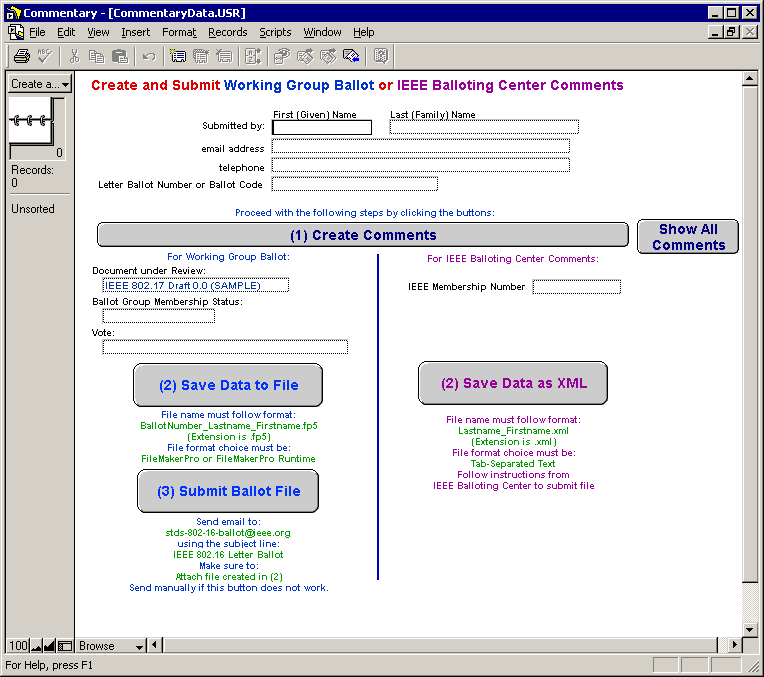 Commentary - [CommentaryData.USR]
File Edit View Insert Format Records Scripts Window Help
Create a...
0
Records:
0
Unsorted
Create and Submit Working Group Ballot or IEEE Balloting Center Comments
First (Given) Name Last (Family) Name
Submitted by:
email address
telephone
Letter Ballot Number or Ballot Code
Proceed with the following steps by clicking the buttons:
(1) Create Comments
Show All
Comments
For Working Group Ballot:
Document under Review:
IEEE 802.17 Draft 0.0 (SAMPLE)
Ballot Group Membership Status:
Vote:
(2) Save Data to File
File name must follow format:
BallotNumber_Lastname_Firstname.fp5
(Extension is .fp5)
File format choice must be:
FileMakerPro or FileMakerPro Runtime
(3) Submit Ballot File
Send email to:
stds-802-16-ballot@ieee.org
using the subject line:
IEEE 802.16 Letter Ballot
Make sure to:
Attach file created in (2)
Send manually if this button does not work.
For IEEE Balloting Center Comments:
IEEE Membership Number
(2) Save Data as XML
File name must follow format:
Lastname_Firstname.xml
(Extension is .xml)
File format choice must be:
Tab-Separated Text
Follow instructions from
IEEE Balloting Center to submit file
100 Browse
For Help, press F1